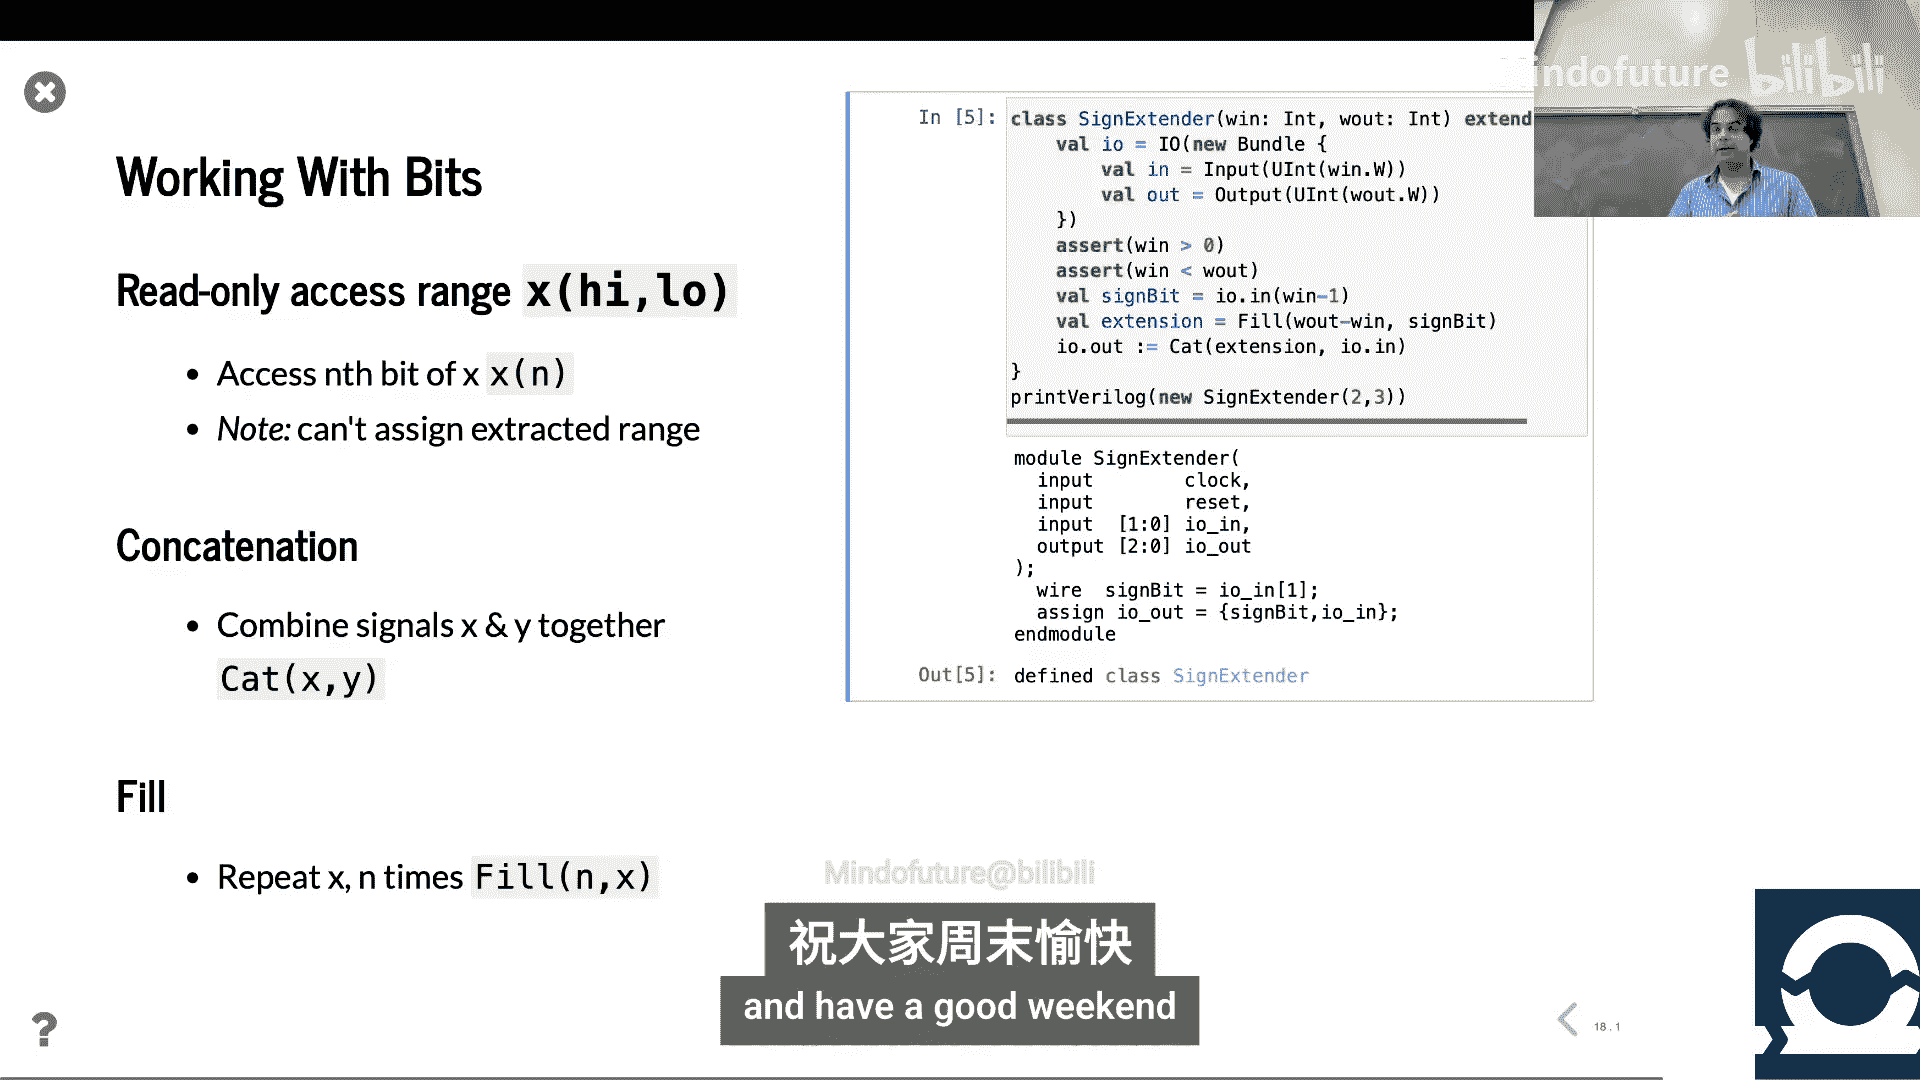 Mindofuture bilibili
Working With Bits
Read-only access range x(hi,lo)
Access nth bit of x x(n)
Note: can't assign extracted range
Concatenation
Combine signals x & y together
Cat(x,y)
Fill
Repeat x, n times Fill(n,x)
In [5]: class SignExtender(win: Int, wout: Int) extend
val io = IO(new Bundle {
val in = Input(UInt(win.W))
val out = Output(UInt(wout.W))
})
assert(win > 0)
assert(win < wout)
val signBit = io.in(win-1)
val extension = Fill(wout-win, signBit)
io.out := Cat(extension, io.in)
}
printVerilog(new SignExtender(2,3))
module SignExtender(
input clock,
input reset,
input [1:0] io_in,
output [2:0] io_out
);
wire signBit = io_in[1];
assign io_out = {signBit,io_in};
endmodule
Out[5]: defined class SignExtender
Mindofuture@bilibili
祝大家周末愉快
and have a good weekend
?
18.1